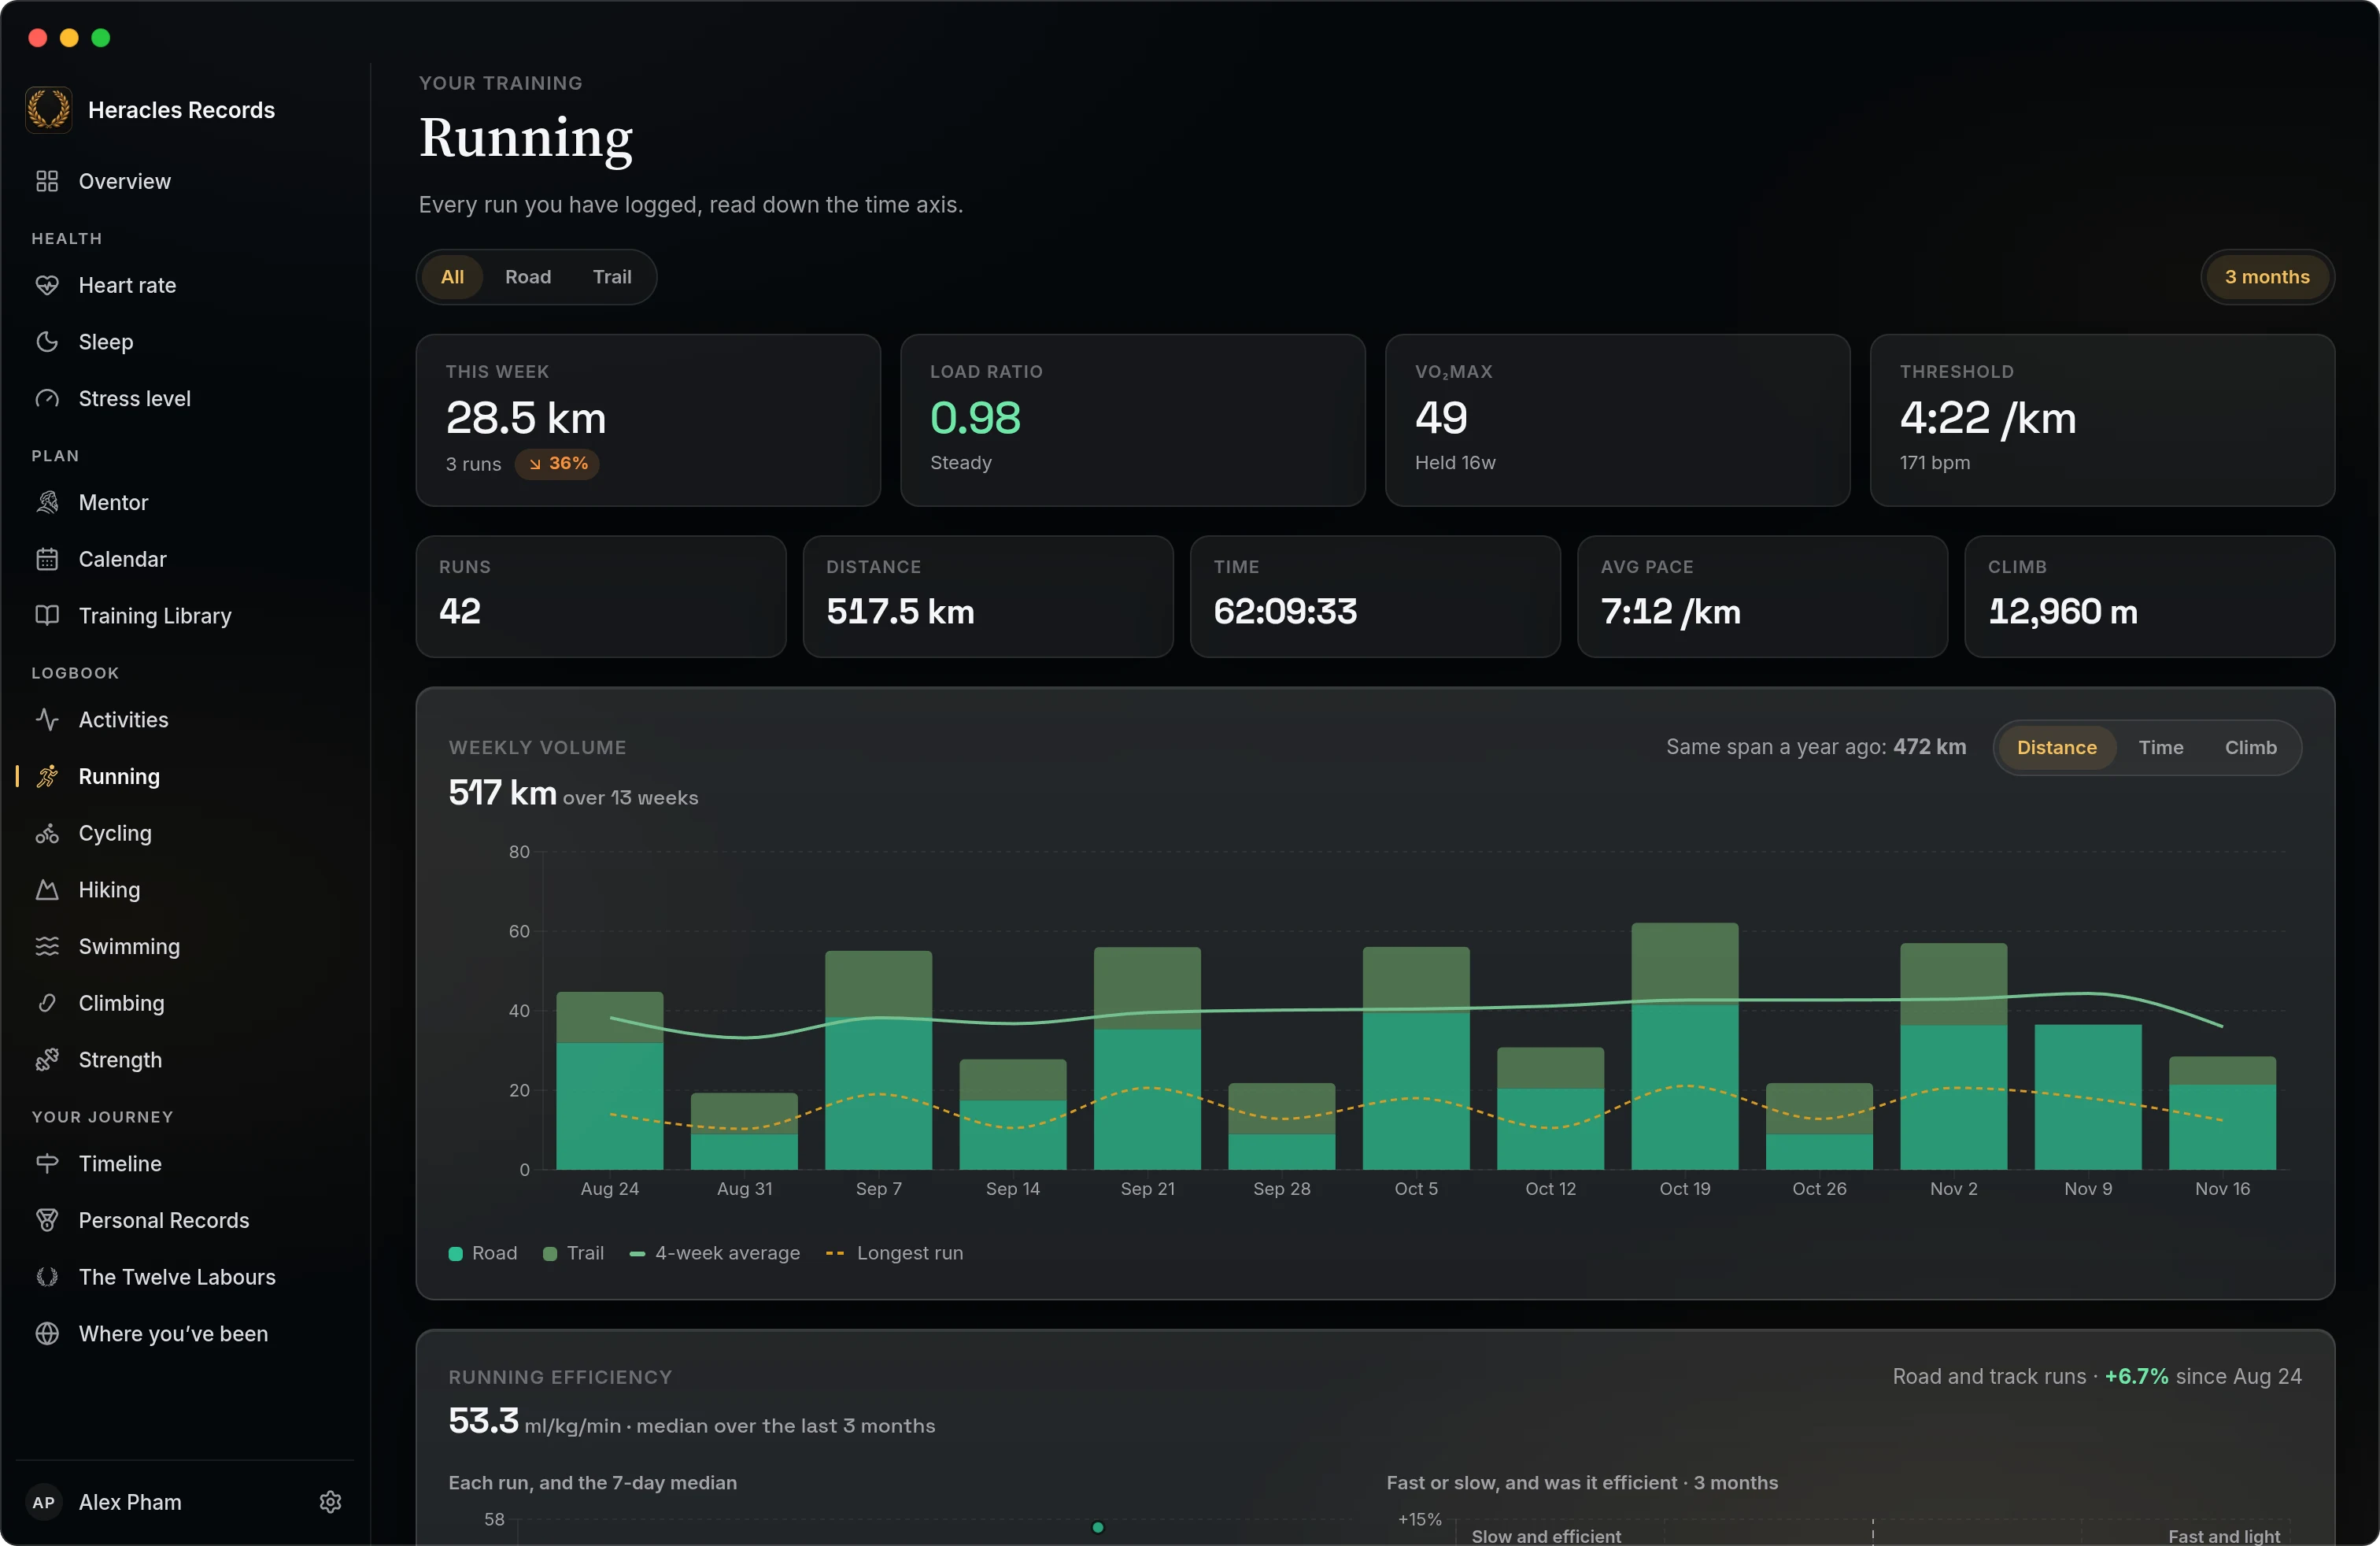 Heracles Records
Overview
HEALTH
Heart rate
Sleep
Stress level
PLAN
Mentor
Calendar
Training Library
LOGBOOK
Activities
Running
Cycling
Hiking
Swimming
Climbing
Strength
YOUR JOURNEY
Timeline
Personal Records
The Twelve Labours
Where you’ve been
AP Alex Pham
YOUR TRAINING
Running
Every run you have logged, read down the time axis.
All Road Trail
3 months
THIS WEEK
28.5 km
3 runs ↘ 36%
LOAD RATIO
0.98
Steady
VO₂MAX
49
Held 16w
THRESHOLD
4:22 /km
171 bpm
RUNS
42
DISTANCE
517.5 km
TIME
62:09:33
AVG PACE
7:12 /km
CLIMB
12,960 m
WEEKLY VOLUME
517 km over 13 weeks
Same span a year ago: 472 km
Distance Time Climb
80
60
40
20
0
Aug 24 Aug 31 Sep 7 Sep 14 Sep 21 Sep 28 Oct 5 Oct 12 Oct 19 Oct 26 Nov 2 Nov 9 Nov 16
Road Trail 4-week average Longest run
RUNNING EFFICIENCY
53.3 ml/kg/min · median over the last 3 months
Road and track runs · +6.7% since Aug 24
Each run, and the 7-day median
58
Fast or slow, and was it efficient · 3 months
+15%
Slow and efficient
Fast and light